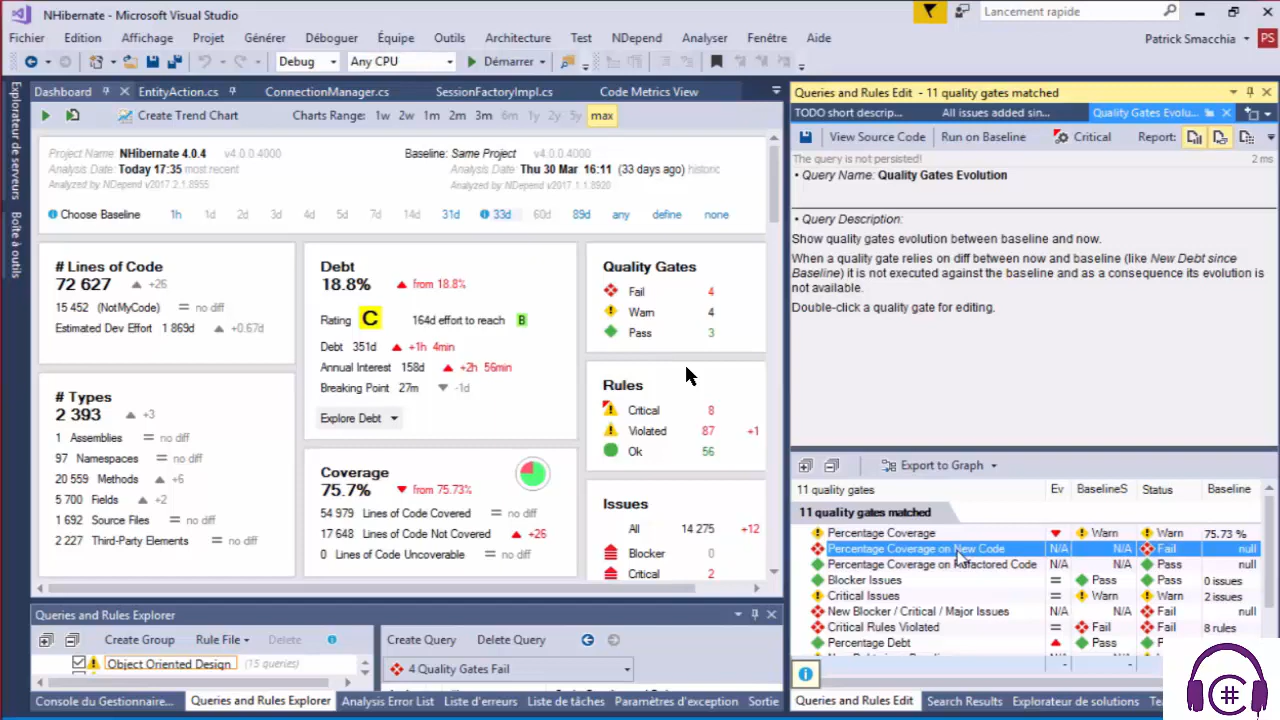 NHibernate - Microsoft Visual Studio
Lancement rapide
Fichier Edition Affichage Projet Générer Déboguer Équipe Outils Architecture Test NDepend Analyser Fenêtre Aide
Patrick Smacchia PS
Debug Any CPU Démarrer
Explorateur de serveurs
Boîte à outils
Dashboard EntityAction.cs ConnectionManager.cs SessionFactoryImpl.cs Code Metrics View
Create Trend Chart Charts Range: 1w 2w 1m 2m 3m 6m 1y 2y 5y max
Project Name NHibernate 4.0.4 v4.0.0.4000
Baseline: Same Project v4.0.0.4000
Analysis Date: Today 17:35 most recent
Analysis Date: Thu 30 Mar 16:11 (33 days ago) historic
Analyzed by NDepend v2017.2.1.8955
Analyzed by NDepend v2017.1.1.8920
Choose Baseline 1h 1d 2d 3d 4d 5d 7d 14d 31d 33d 60d 89d any define none
# Lines of Code
72 627 +26
15 452 (NotMyCode) no diff
Estimated Dev Effort 1 869d +0.67d
# Types
2 393 +3
1 Assemblies no diff
97 Namespaces no diff
20 559 Methods +6
5 700 Fields +2
1 692 Source Files no diff
2 227 Third-Party Elements no diff
Debt
18.8% from 18.8%
Rating C 164d effort to reach B
Debt 351d +1h 4min
Annual Interest 158d +2h 56min
Breaking Point 27m -1d
Explore Debt
Coverage
75.7% from 75.73%
54 979 Lines of Code Covered no diff
17 648 Lines of Code Not Covered +26
0 Lines of Code Uncoverable no diff
Quality Gates
Fail 4
Warn 4
Pass 3
Rules
Critical 8
Violated 87 +1
Ok 56
Issues
All 14 275 +12
Blocker 0
Critical 2
Queries and Rules Explorer
Create Group Rule File Delete
Object Oriented Design (15 queries)
Create Query Delete Query
4 Quality Gates Fail
Console du Gestionnaire... Queries and Rules Explorer Analysis Error List Liste d'erreurs Liste de tâches Paramètres d'exception Sortie
Queries and Rules Edit - 11 quality gates matched
TODO short descrip... All issues added sin... Quality Gates Evolu...
View Source Code Run on Baseline Critical Report:
The query is not persisted! 2 ms
• Query Name: Quality Gates Evolution
• Query Description:
Show quality gates evolution between baseline and now.
When a quality gate relies on diff between now and baseline (like New Debt since
Baseline) it is not executed against the baseline and as a consequence its evolution is
not available.
Double-click a quality gate for editing.
Export to Graph
11 quality gates Ev BaselineS Status Baseline
11 quality gates matched
Percentage Coverage Warn Warn 75.73 %
Percentage Coverage on New Code N/A N/A Fail null
Percentage Coverage on Refactored Code N/A N/A Pass null
Blocker Issues = Pass Pass 0 issues
Critical Issues = Warn Warn 2 issues
New Blocker / Critical / Major Issues N/A N/A Fail null
Critical Rules Violated = Fail Fail 8 rules
Percentage Debt Pass Pass
Queries and Rules Edit Search Results Explorateur de solutions
C#